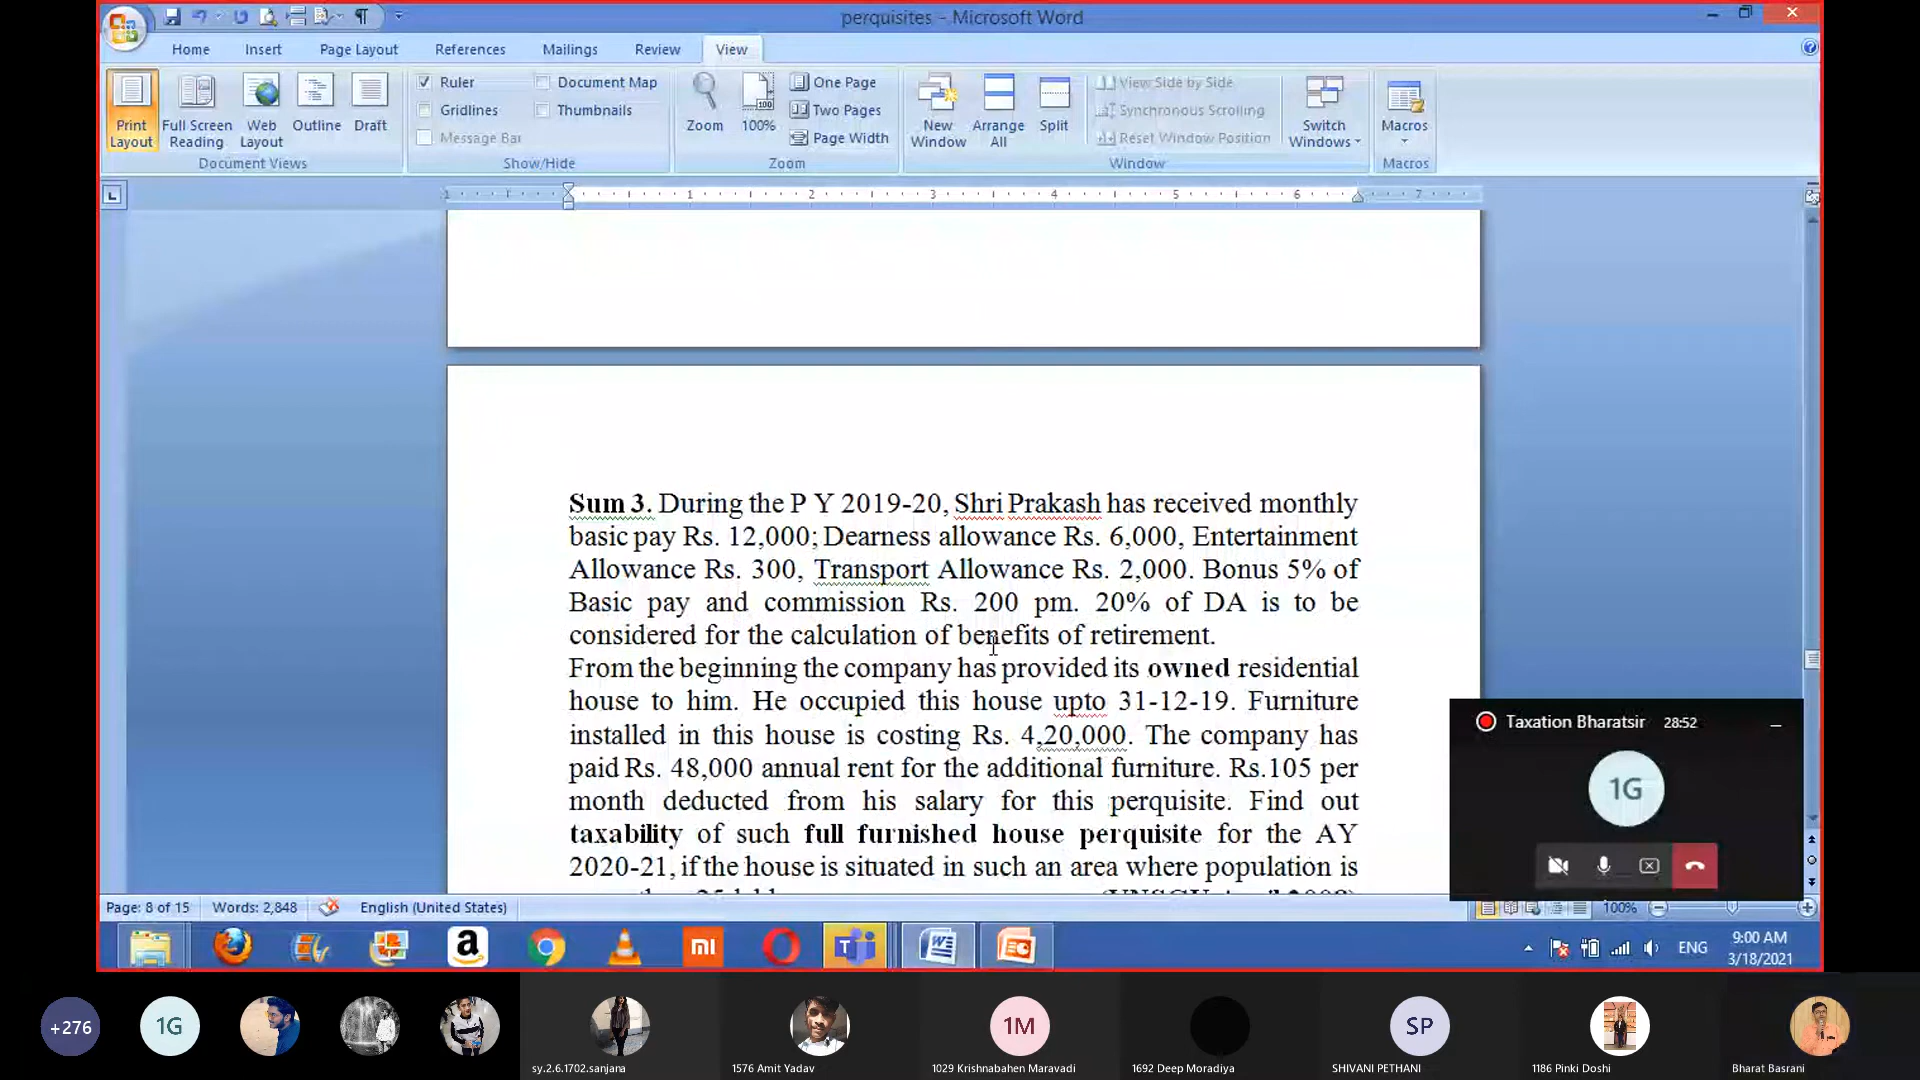 perquisites - Microsoft Word
Home Insert Page Layout References Mailings Review View
Ruler Document Map One Page View Side by Side
Gridlines Thumbnails Two Pages Synchronous Scrolling
Message Bar Page Width Reset Window Position
Print Layout Full Screen Reading Web Layout Outline Draft Zoom 100% New Window Arrange All Split Switch Windows Macros
Document Views Show/Hide Zoom Window Macros
1 1 2 3 4 5 6 7
Sum 3. During the P Y 2019-20, Shri Prakash has received monthly
basic pay Rs. 12,000; Dearness allowance Rs. 6,000, Entertainment
Allowance Rs. 300, Transport Allowance Rs. 2,000. Bonus 5% of
Basic pay and commission Rs. 200 pm. 20% of DA is to be
considered for the calculation of benefits of retirement.
From the beginning the company has provided its owned residential
house to him. He occupied this house upto 31-12-19. Furniture
installed in this house is costing Rs. 4,20,000. The company has
paid Rs. 48,000 annual rent for the additional furniture. Rs.105 per
month deducted from his salary for this perquisite. Find out
taxability of such full furnished house perquisite for the AY
2020-21, if the house is situated in such an area where population is
Taxation Bharatsir 28:52
1G
Page: 8 of 15 Words: 2,848 English (United States) 100%
ENG 9:00 AM
3/18/2021
+276 1G 1M SP
sy.2.6.1702.sanjana 1576 Amit Yadav 1029 Krishnabahen Maravadi 1692 Deep Moradiya SHIVANI PETHANI 1186 Pinki Doshi Bharat Basrani